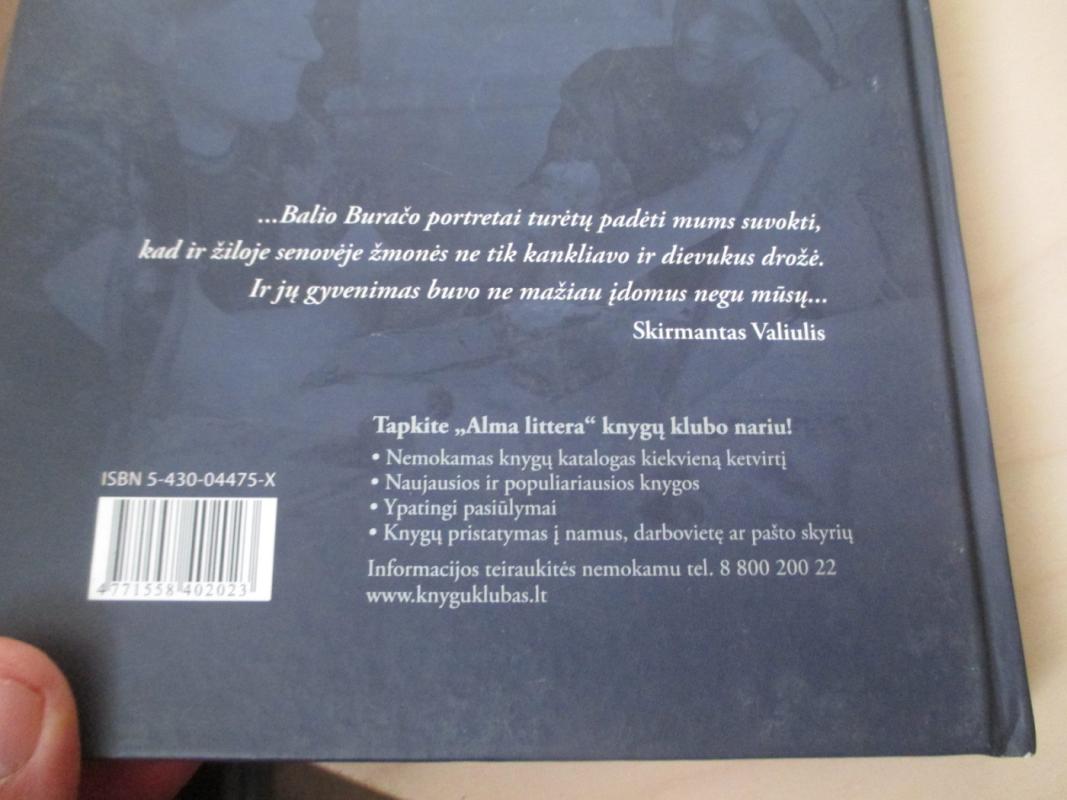 ...Balio Buračo portretai turėtų padėti mums suvokti,
kad ir žiloje senovėje žmonės ne tik kankliavo ir dievukus drožė.
Ir jų gyvenimas buvo ne mažiau įdomus negu mūsų...
Skirmantas Valiulis
Tapkite „Alma littera“ knygų klubo nariu!
• Nemokamas knygų katalogas kiekvieną ketvirtį
• Naujausios ir populiariausios knygos
• Ypatingi pasiūlymai
• Knygų pristatymas į namus, darbovietę ar pašto skyrių
Informacijos teiraukitės nemokamu tel. 8 800 200 22
www.knyguklubas.lt
ISBN 5-430-04475-X
4 771558 402023